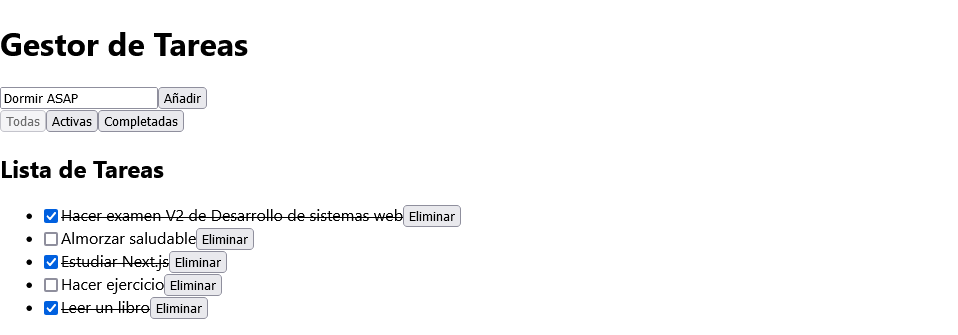 Gestor de Tareas
Dormir ASAP Añadir
Todas Activas Completadas
Lista de Tareas
Hacer examen V2 de Desarrollo de sistemas web Eliminar
Almorzar saludable Eliminar
Estudiar Next.js Eliminar
Hacer ejercicio Eliminar
Leer un libro Eliminar